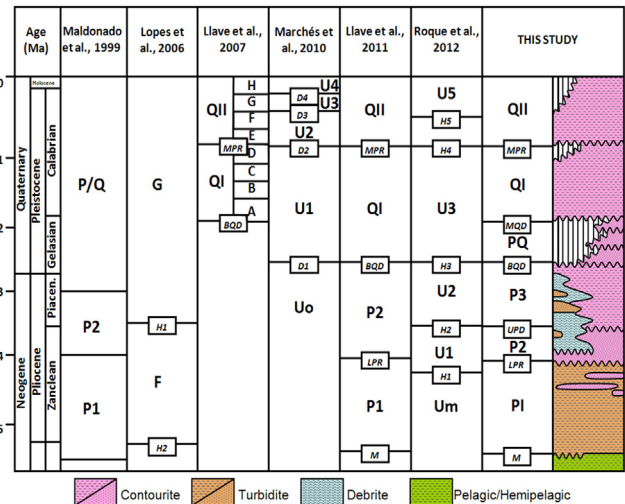 Age (Ma) Maldonado et al., 1999 Lopes et al., 2006 Llave et al., 2007 Marchés et al., 2010 Llave et al., 2011 Roque et al., 2012 THIS STUDY
0
1
2
3
4
5
Quaternary
Neogene
Holocene
Pleistocene
Pliocene
Calabrian
Gelasian
Piacen.
Zanclean
P/Q
P2
P1
G
H1
F
H2
QII
MPR
QI
BQD
H
G
F
E
D
C
B
A
U4
D4
U3
D3
U2
D2
U1
D1
Uo
QII
MPR
QI
BQD
P2
LPR
P1
M
U5
H5
H4
U3
H3
U2
H2
U1
H1
Um
QII
MPR
QI
MQD
PQ
BQD
P3
UPD
P2
LPR
PI
M
Contourite Turbidite Debrite Pelagic/Hemipelagic